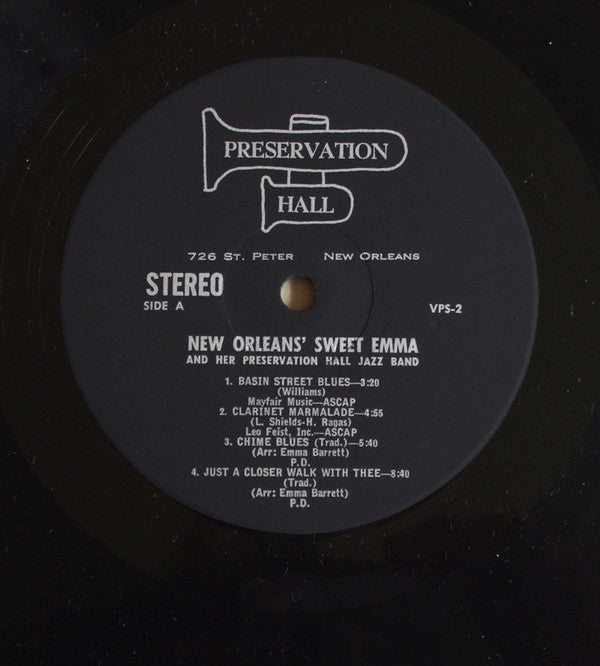 PRESERVATION
HALL
726 St. Peter New Orleans
STEREO
SIDE A
VPS-2
NEW ORLEANS' SWEET EMMA
AND HER PRESERVATION HALL JAZZ BAND
1. BASIN STREET BLUES—3:20
(Williams)
Mayfair Music—ASCAP
2. CLARINET MARMALADE—4:55
(L. Shields-H. Ragas)
Leo Feist, Inc.—ASCAP
3. CHIME BLUES (Trad.)—5:40
(Arr: Emma Barrett)
P.D.
4. JUST A CLOSER WALK WITH THEE—8:40
(Trad.)
(Arr: Emma Barrett)
P.D.